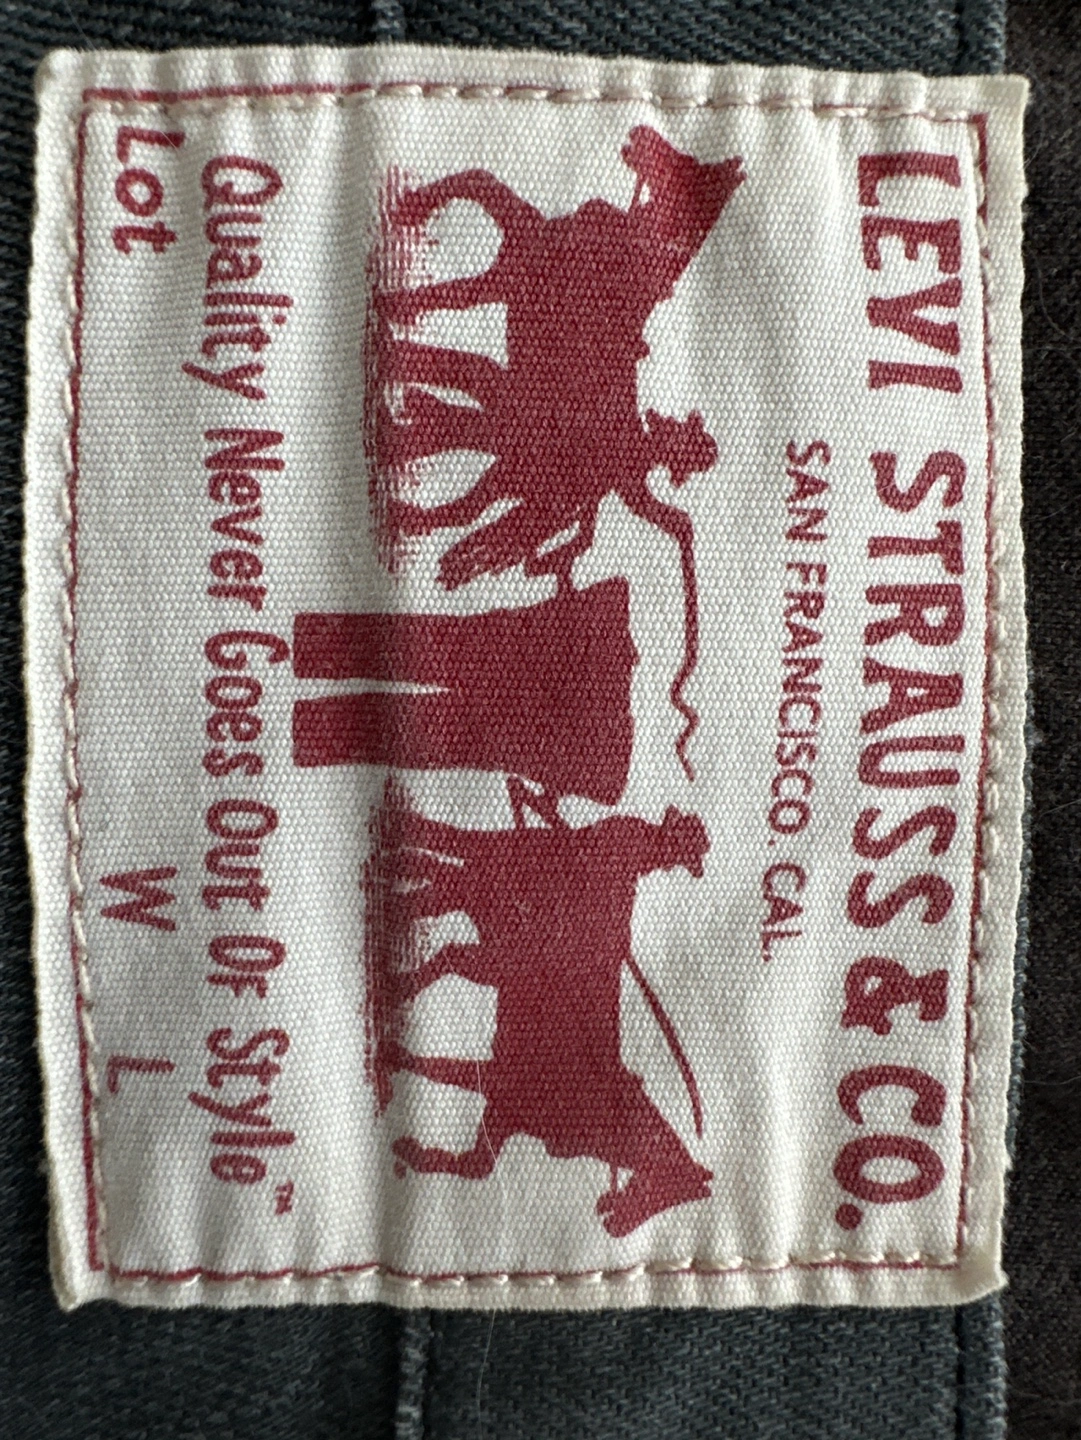 LEVI STRAUSS & CO.
SAN FRANCISCO. CAL.
Quality Never Goes Out Of Style™
Lot W L